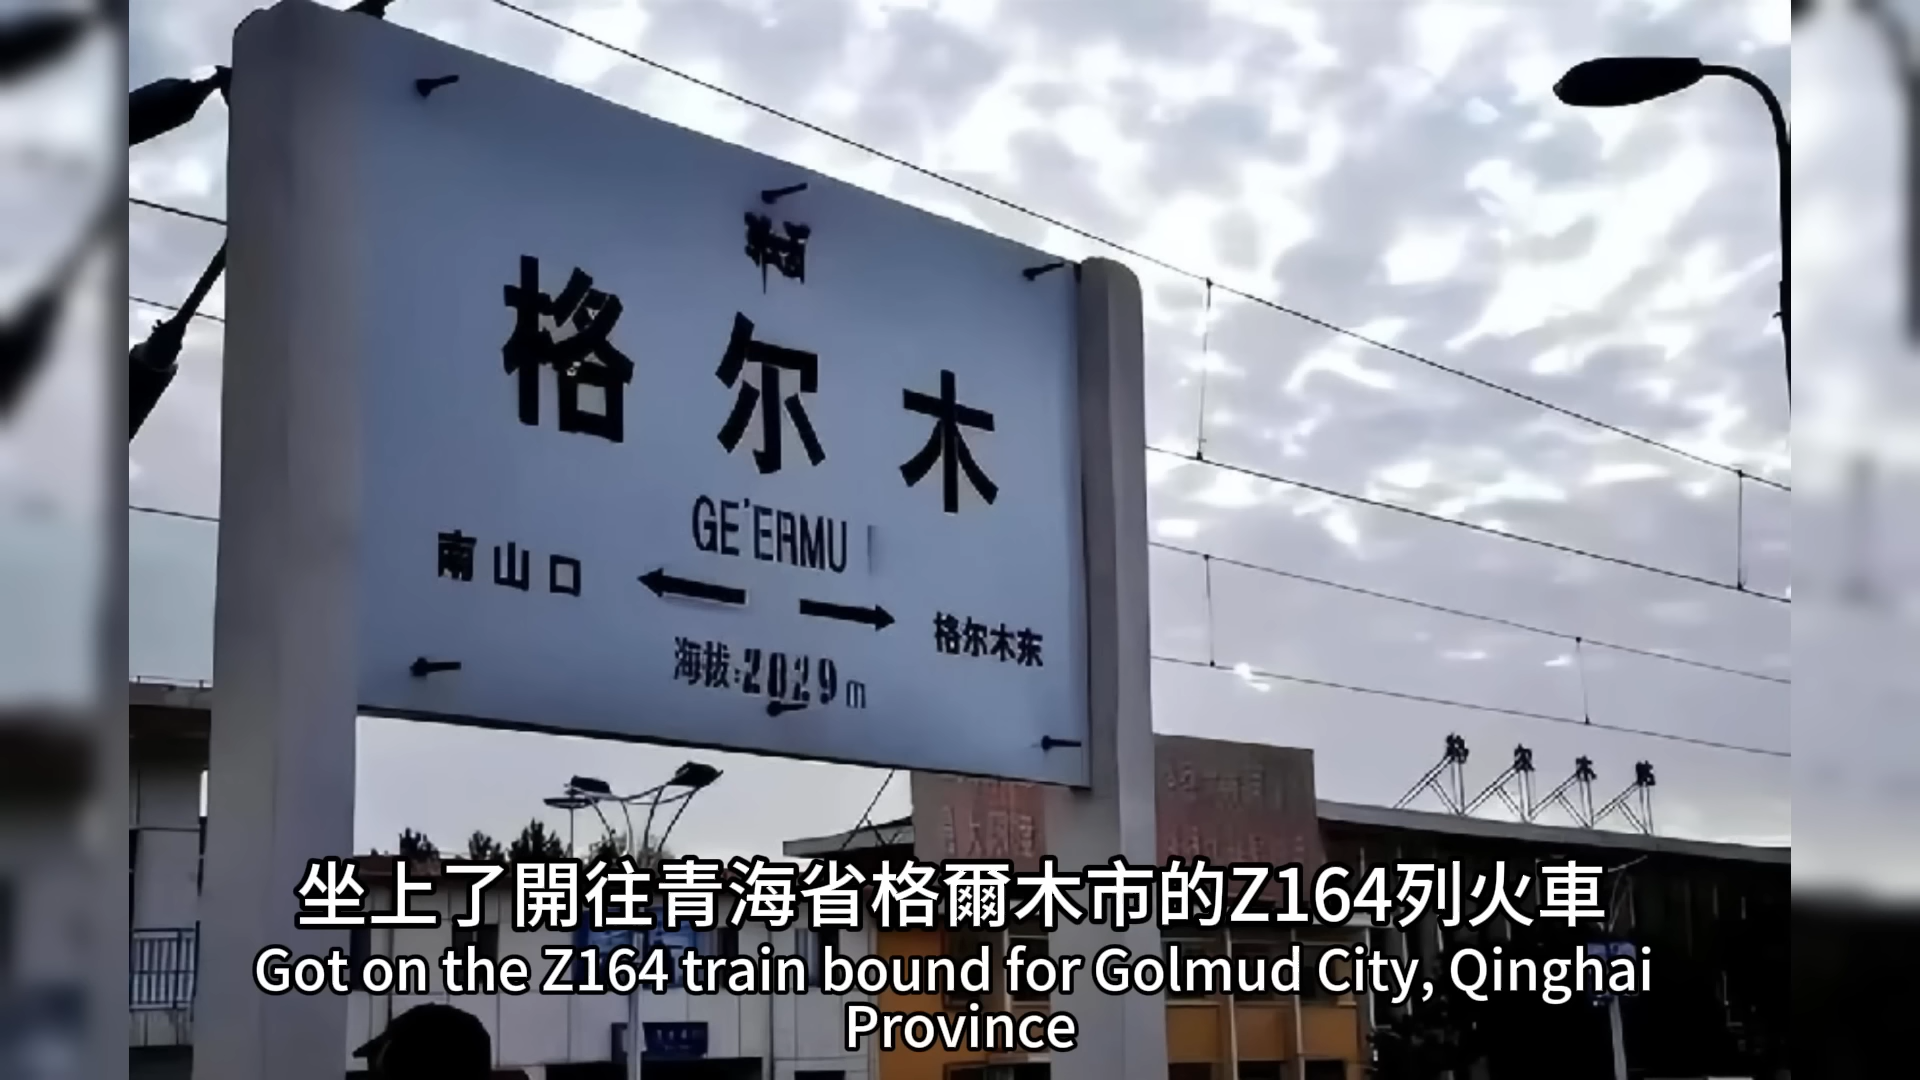 格尔木
GE'ERMU
南山口
格尔木东
海拔:2829m
格尔木站
坐上了開往青海省格爾木市的Z164列火車
Got on the Z164 train bound for Golmud City, Qinghai
Province